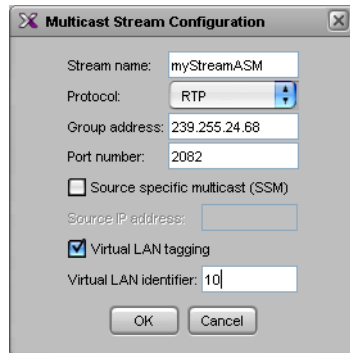 Multicast Stream Configuration
Stream name: myStreamASM
Protocol: RTP
Group address: 239.255.24.68
Port number: 2082
Source specific multicast (SSM)
Source IP address:
Virtual LAN tagging
Virtual LAN identifier: 10
OK Cancel